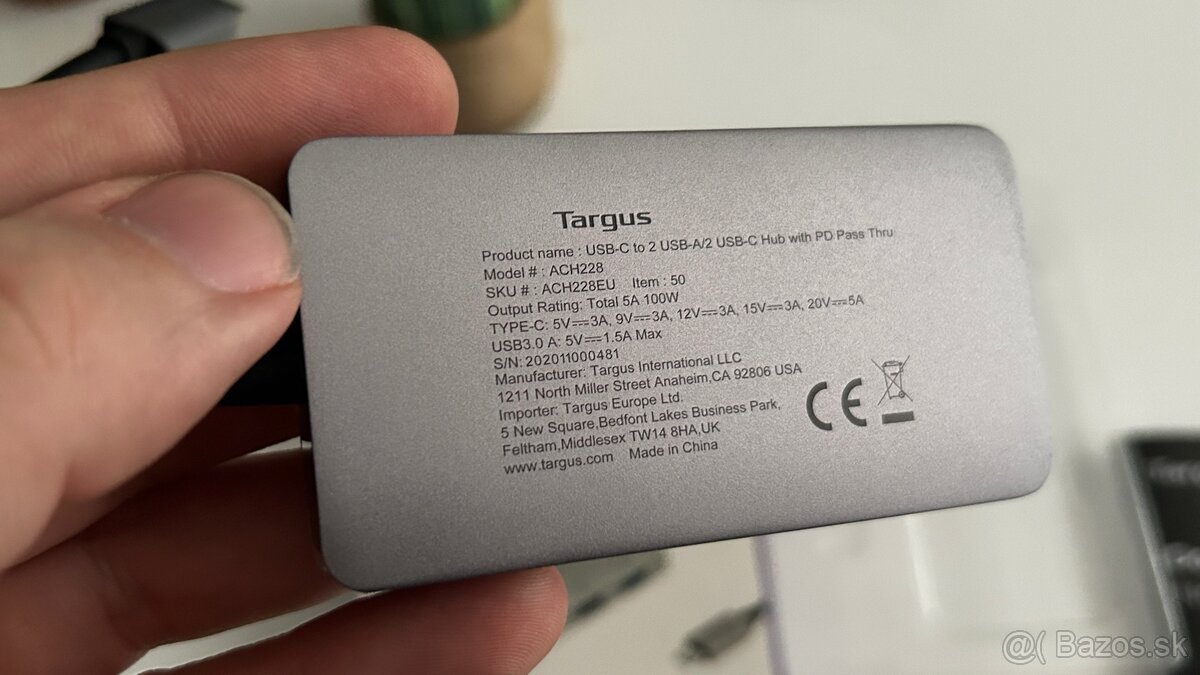 Targus
Product name : USB-C to 2 USB-A/2 USB-C Hub with PD Pass Thru
Model # : ACH228
SKU # : ACH228EU Item : 50
Output Rating: Total 5A 100W
TYPE-C: 5V⎓3A, 9V⎓3A, 12V⎓3A, 15V⎓3A, 20V⎓5A
USB3.0 A: 5V⎓1.5A Max
S/N: 202011000481
Manufacturer: Targus International LLC
1211 North Miller Street Anaheim,CA 92806 USA
Importer: Targus Europe Ltd.
5 New Square,Bedfont Lakes Business Park,
Feltham,Middlesex TW14 8HA,UK
www.targus.com Made in China
CE
@( Bazos.sk